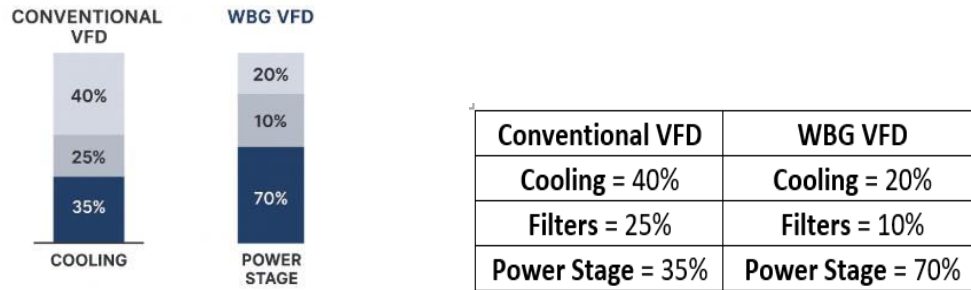 CONVENTIONAL
VFD
40%
25%
35%
COOLING
WBG VFD
20%
10%
70%
POWER
STAGE
Conventional VFD WBG VFD
Cooling = 40% Cooling = 20%
Filters = 25% Filters = 10%
Power Stage = 35% Power Stage = 70%